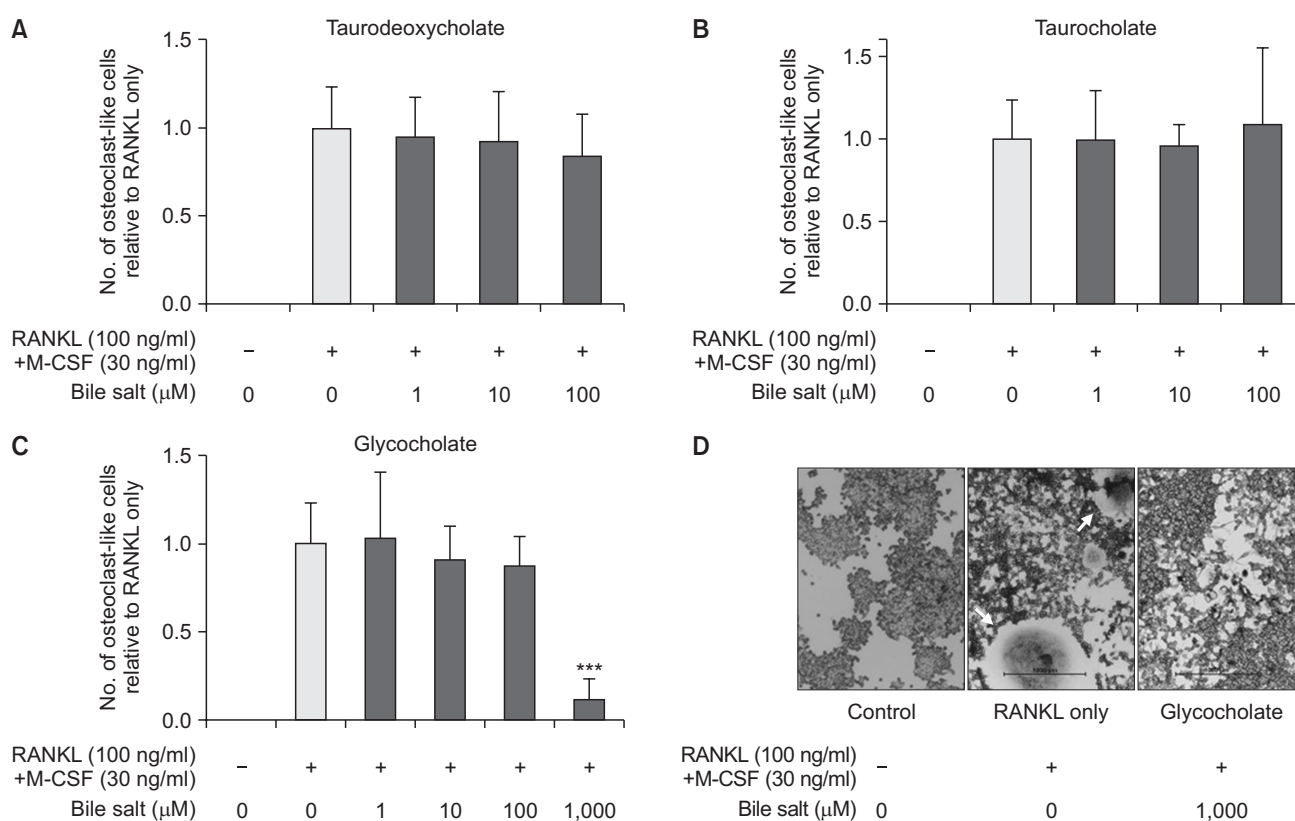 A
Taurodeoxycholate
No. of osteoclast-like cells
relative to RANKL only
1.5
1.0
0.5
0.0
RANKL (100 ng/ml)
+M-CSF (30 ng/ml)
− + + + +
Bile salt (μM) 0 0 1 10 100
B
Taurocholate
No. of osteoclast-like cells
relative to RANKL only
1.5
1.0
0.5
0.0
RANKL (100 ng/ml)
+M-CSF (30 ng/ml)
− + + + +
Bile salt (μM) 0 0 1 10 100
C
Glycocholate
No. of osteoclast-like cells
relative to RANKL only
1.5
1.0
0.5
0.0
***
RANKL (100 ng/ml)
+M-CSF (30 ng/ml)
− + + + + +
Bile salt (μM) 0 0 1 10 100 1,000
D
Control RANKL only Glycocholate
RANKL (100 ng/ml)
+M-CSF (30 ng/ml)
− + +
Bile salt (μM) 0 0 1,000